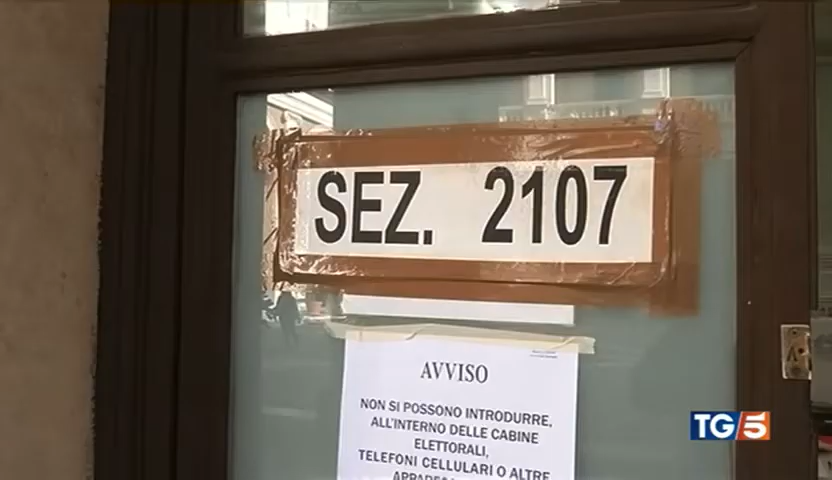 SEZ. 2107
AVVISO
NON SI POSSONO INTRODURRE,
ALL'INTERNO DELLE CABINE
ELETTORALI,
TELEFONI CELLULARI O ALTRE
TG5